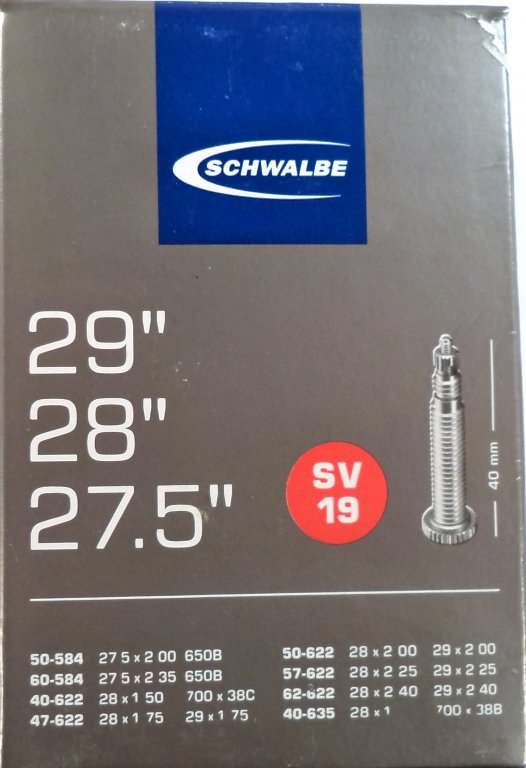 SCHWALBE
29"
28"
27.5"
SV
19
40 mm
50-584 27 5 x 2 00 650B
60-584 27 5 x 2 35 650B
40-622 28 x 1 50 700 x 38C
47-622 28 x 1 75 29 x 1 75
50-622 28 x 2 00 29 x 2 00
57-622 28 x 2 25 29 x 2 25
62-622 28 x 2 40 29 x 2 40
40-635 28 x 1 700 x 38B